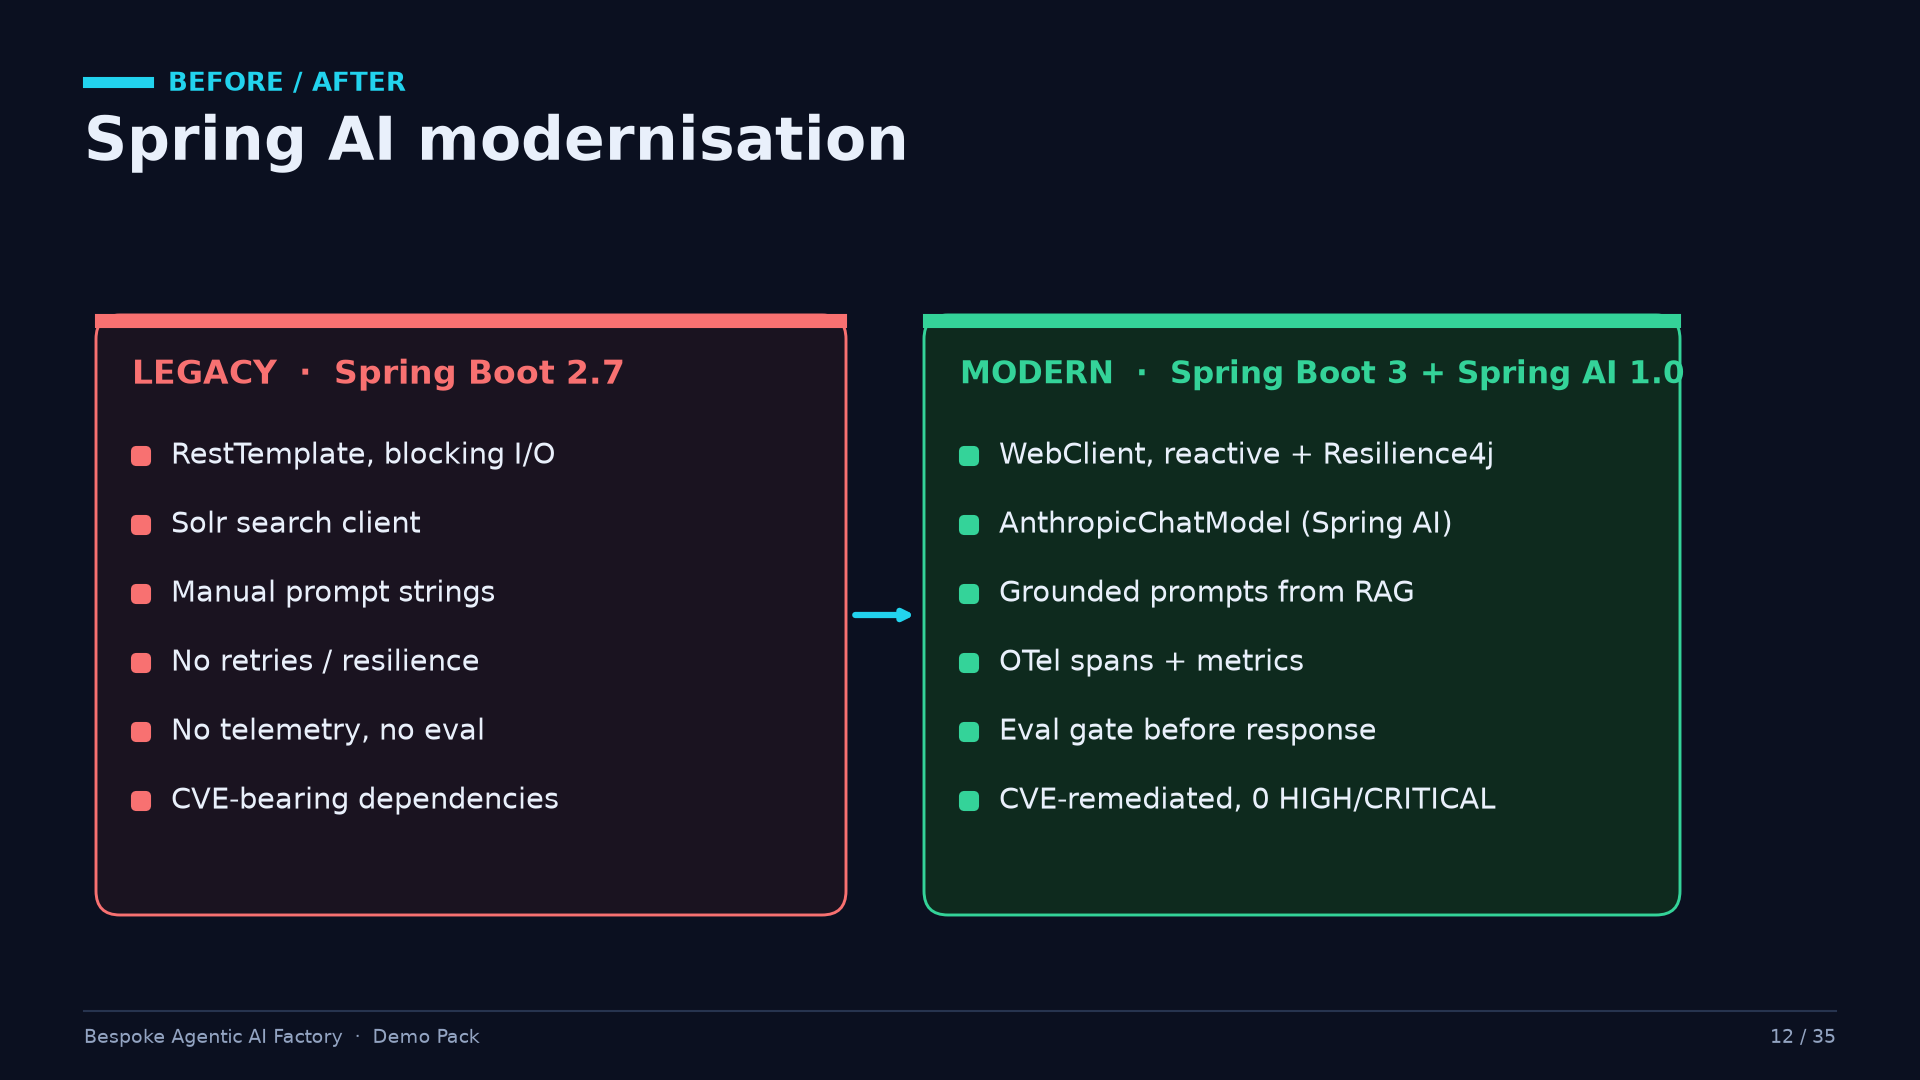 BEFORE / AFTER
Spring AI modernisation
LEGACY · Spring Boot 2.7
RestTemplate, blocking I/O
Solr search client
Manual prompt strings
No retries / resilience
No telemetry, no eval
CVE-bearing dependencies
MODERN · Spring Boot 3 + Spring AI 1.0
WebClient, reactive + Resilience4j
AnthropicChatModel (Spring AI)
Grounded prompts from RAG
OTel spans + metrics
Eval gate before response
CVE-remediated, 0 HIGH/CRITICAL
Bespoke Agentic AI Factory · Demo Pack
12 / 35